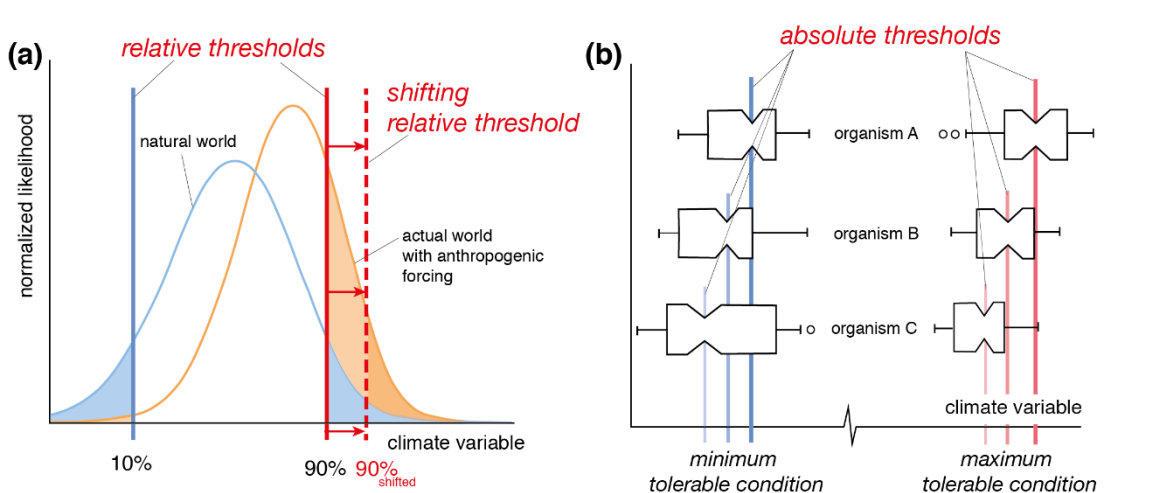 (a)
relative thresholds
shifting
relative threshold
natural world
normalized likelihood
actual world
with anthropogenic
forcing
climate variable
10%
90%
90%shifted
(b)
absolute thresholds
organism A
organism B
organism C
climate variable
minimum
tolerable condition
maximum
tolerable condition